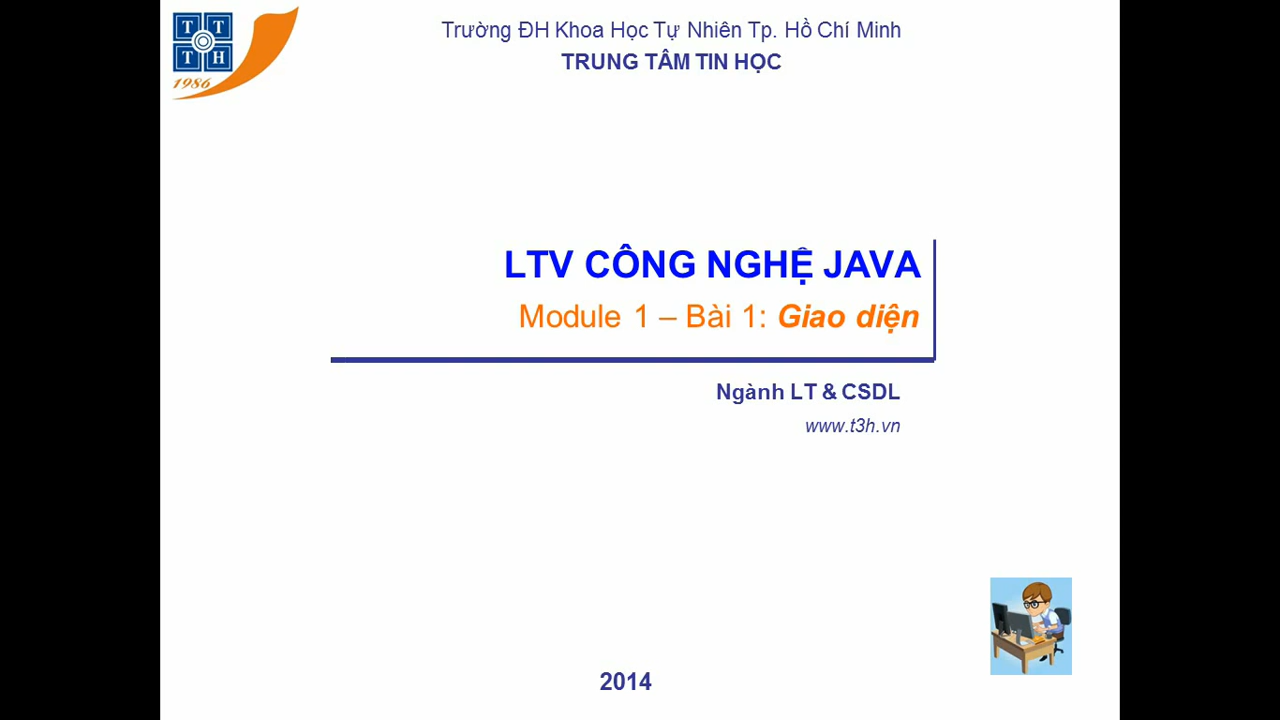 T T
T H
1986
Trường ĐH Khoa Học Tự Nhiên Tp. Hồ Chí Minh
TRUNG TÂM TIN HỌC
LTV CÔNG NGHỆ JAVA
Module 1 – Bài 1: Giao diện
Ngành LT & CSDL
www.t3h.vn
2014